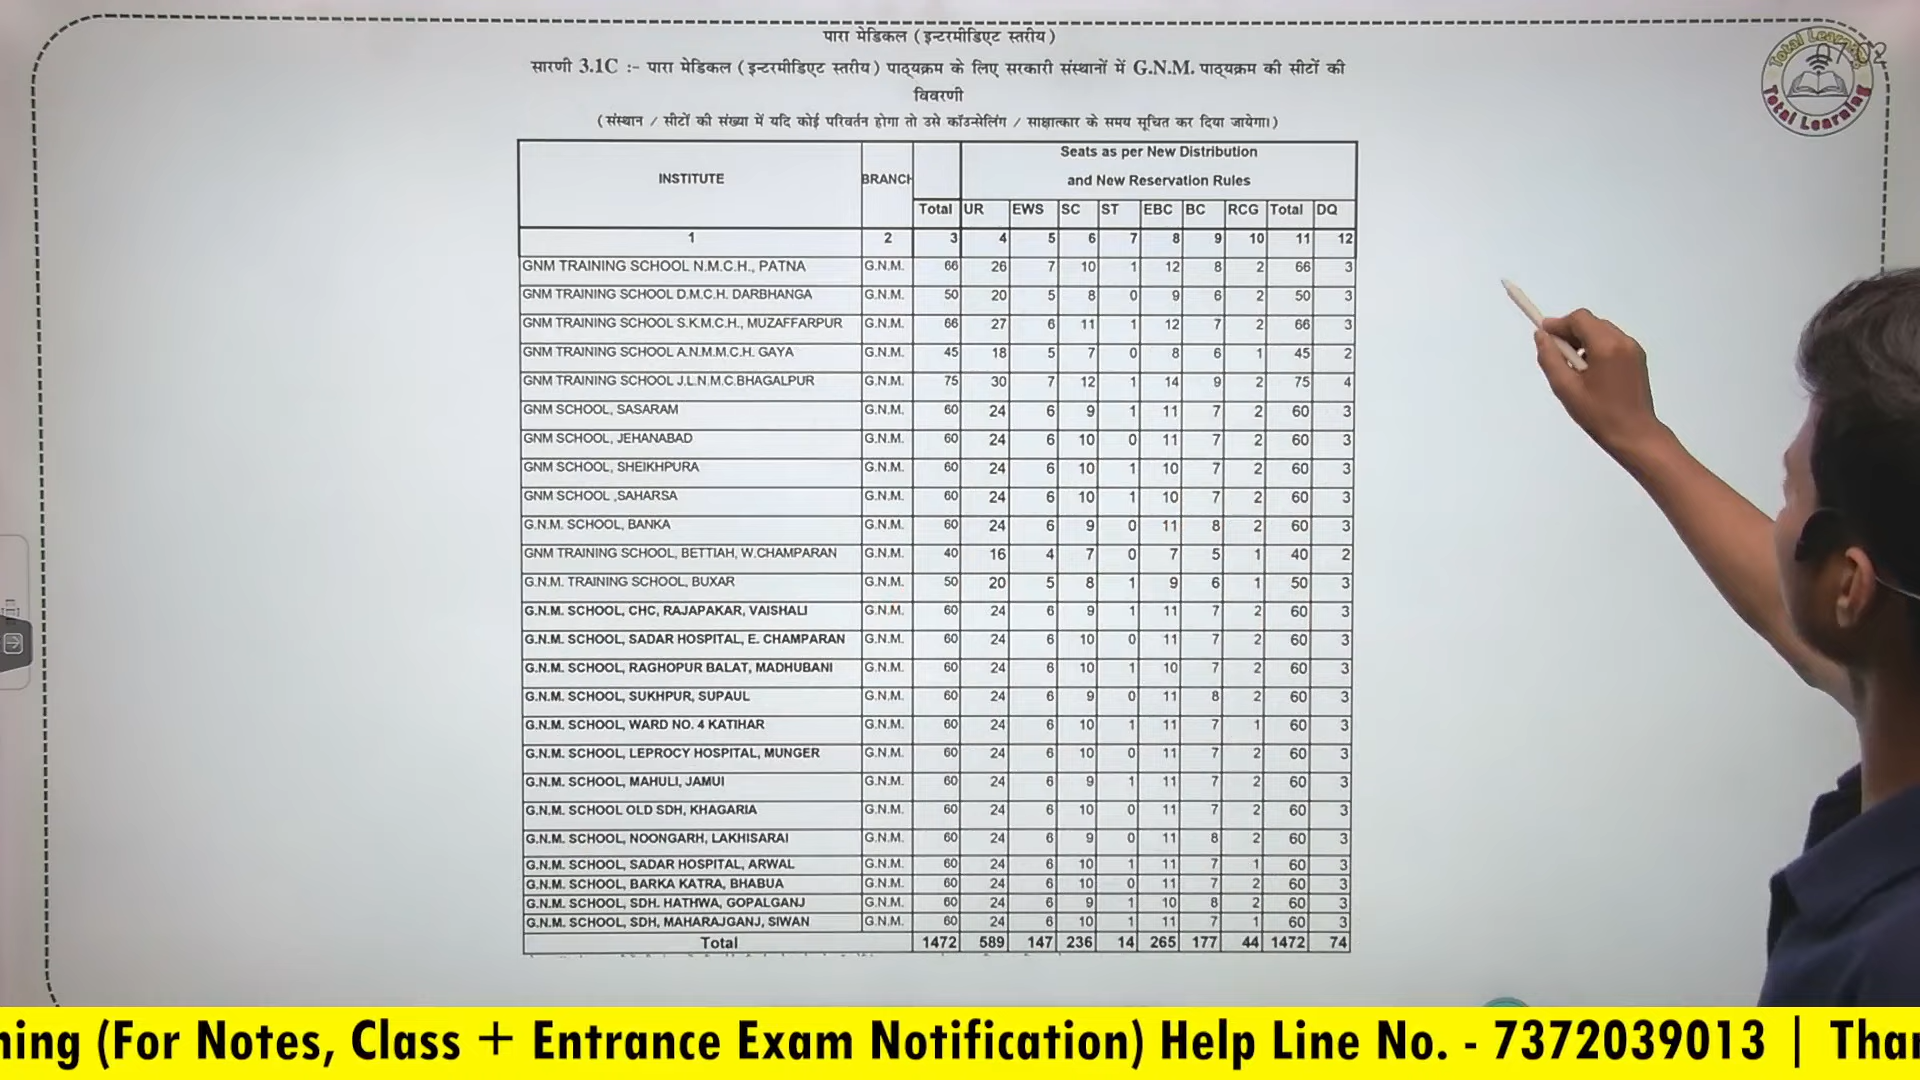 पारा मेडिकल (इन्टरमीडिएट स्तरीय)
सारणी 3.1C :- पारा मेडिकल (इन्टरमीडिएट स्तरीय) पाठ्यक्रम के लिए सरकारी संस्थानों में G.N.M. पाठ्यक्रम की सीटों की
विवरणी
(संस्थान / सीटों की संख्या में यदि कोई परिवर्तन होगा तो उसे कॉउन्सेलिंग / साक्षात्कार के समय सूचित कर दिया जायेगा।)
Total Learning
Total Learning
INSTITUTE BRANCH Seats as per New Distribution
and New Reservation Rules
Total UR EWS SC ST EBC BC RCG Total DQ
1 2 3 4 5 6 7 8 9 10 11 12
GNM TRAINING SCHOOL N.M.C.H., PATNA G.N.M. 66 26 7 10 1 12 8 2 66 3
GNM TRAINING SCHOOL D.M.C.H. DARBHANGA G.N.M. 50 20 5 8 0 9 6 2 50 3
GNM TRAINING SCHOOL S.K.M.C.H., MUZAFFARPUR G.N.M. 66 27 6 11 1 12 7 2 66 3
GNM TRAINING SCHOOL A.N.M.M.C.H. GAYA G.N.M. 45 18 5 7 0 8 6 1 45 2
GNM TRAINING SCHOOL J.L.N.M.C.BHAGALPUR G.N.M. 75 30 7 12 1 14 9 2 75 4
GNM SCHOOL, SASARAM G.N.M. 60 24 6 9 1 11 7 2 60 3
GNM SCHOOL, JEHANABAD G.N.M. 60 24 6 10 0 11 7 2 60 3
GNM SCHOOL, SHEIKHPURA G.N.M. 60 24 6 10 1 10 7 2 60 3
GNM SCHOOL ,SAHARSA G.N.M. 60 24 6 10 1 10 7 2 60 3
G.N.M. SCHOOL, BANKA G.N.M. 60 24 6 9 0 11 8 2 60 3
GNM TRAINING SCHOOL, BETTIAH, W.CHAMPARAN G.N.M. 40 16 4 7 0 7 5 1 40 2
G.N.M. TRAINING SCHOOL, BUXAR G.N.M. 50 20 5 8 1 9 6 1 50 3
G.N.M. SCHOOL, CHC, RAJAPAKAR, VAISHALI G.N.M. 60 24 6 9 1 11 7 2 60 3
G.N.M. SCHOOL, SADAR HOSPITAL, E. CHAMPARAN G.N.M. 60 24 6 10 0 11 7 2 60 3
G.N.M. SCHOOL, RAGHOPUR BALAT, MADHUBANI G.N.M. 60 24 6 10 1 10 7 2 60 3
G.N.M. SCHOOL, SUKHPUR, SUPAUL G.N.M. 60 24 6 9 0 11 8 2 60 3
G.N.M. SCHOOL, WARD NO. 4 KATIHAR G.N.M. 60 24 6 10 1 11 7 1 60 3
G.N.M. SCHOOL, LEPROCY HOSPITAL, MUNGER G.N.M. 60 24 6 10 0 11 7 2 60 3
G.N.M. SCHOOL, MAHULI, JAMUI G.N.M. 60 24 6 9 1 11 7 2 60 3
G.N.M. SCHOOL OLD SDH, KHAGARIA G.N.M. 60 24 6 10 0 11 7 2 60 3
G.N.M. SCHOOL, NOONGARH, LAKHISARAI G.N.M. 60 24 6 9 0 11 8 2 60 3
G.N.M. SCHOOL, SADAR HOSPITAL, ARWAL G.N.M. 60 24 6 10 1 11 7 1 60 3
G.N.M. SCHOOL, BARKA KATRA, BHABUA G.N.M. 60 24 6 10 0 11 7 2 60 3
G.N.M. SCHOOL, SDH. HATHWA, GOPALGANJ G.N.M. 60 24 6 9 1 10 8 2 60 3
G.N.M. SCHOOL, SDH, MAHARAJGANJ, SIWAN G.N.M. 60 24 6 10 1 11 7 1 60 3
Total 1472 589 147 236 14 265 177 44 1472 74
ning (For Notes, Class + Entrance Exam Notification) Help Line No. - 7372039013 | Than